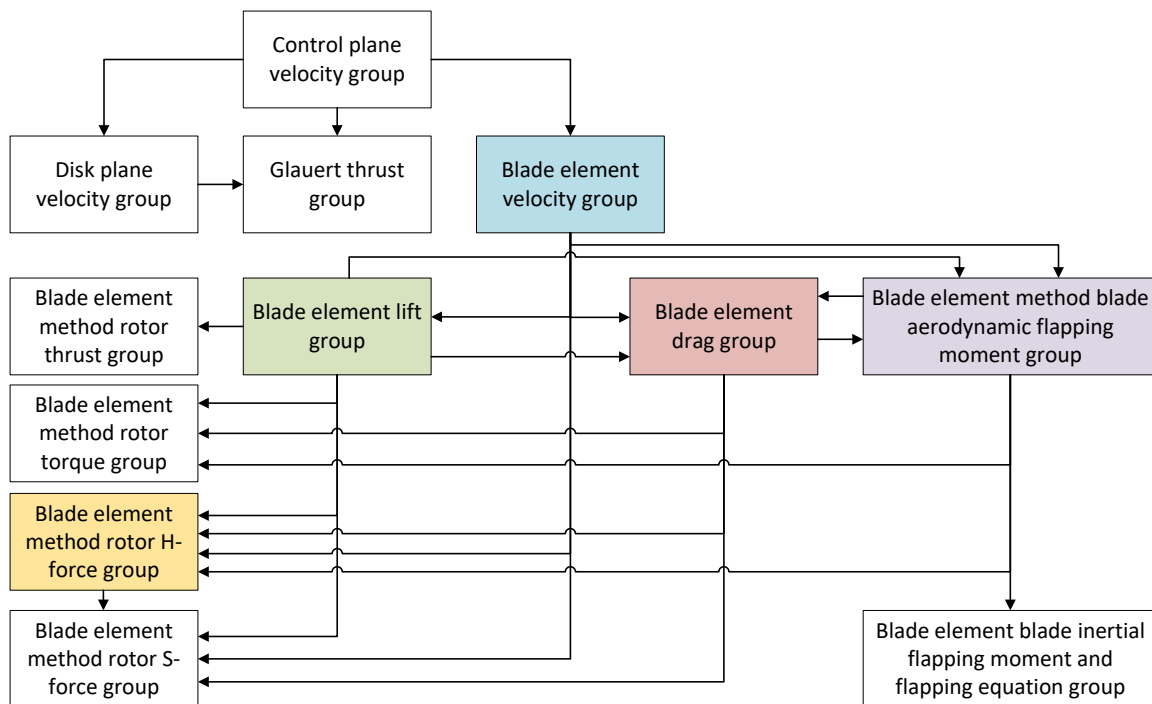 Control plane
velocity group
Disk plane
velocity group
Glauert thrust
group
Blade element
velocity group
Blade element
method rotor
thrust group
Blade element lift
group
Blade element
drag group
Blade element method blade
aerodynamic flapping
moment group
Blade element
method rotor
torque group
Blade element
method rotor H-
force group
Blade element
method rotor S-
force group
Blade element blade inertial
flapping moment and
flapping equation group